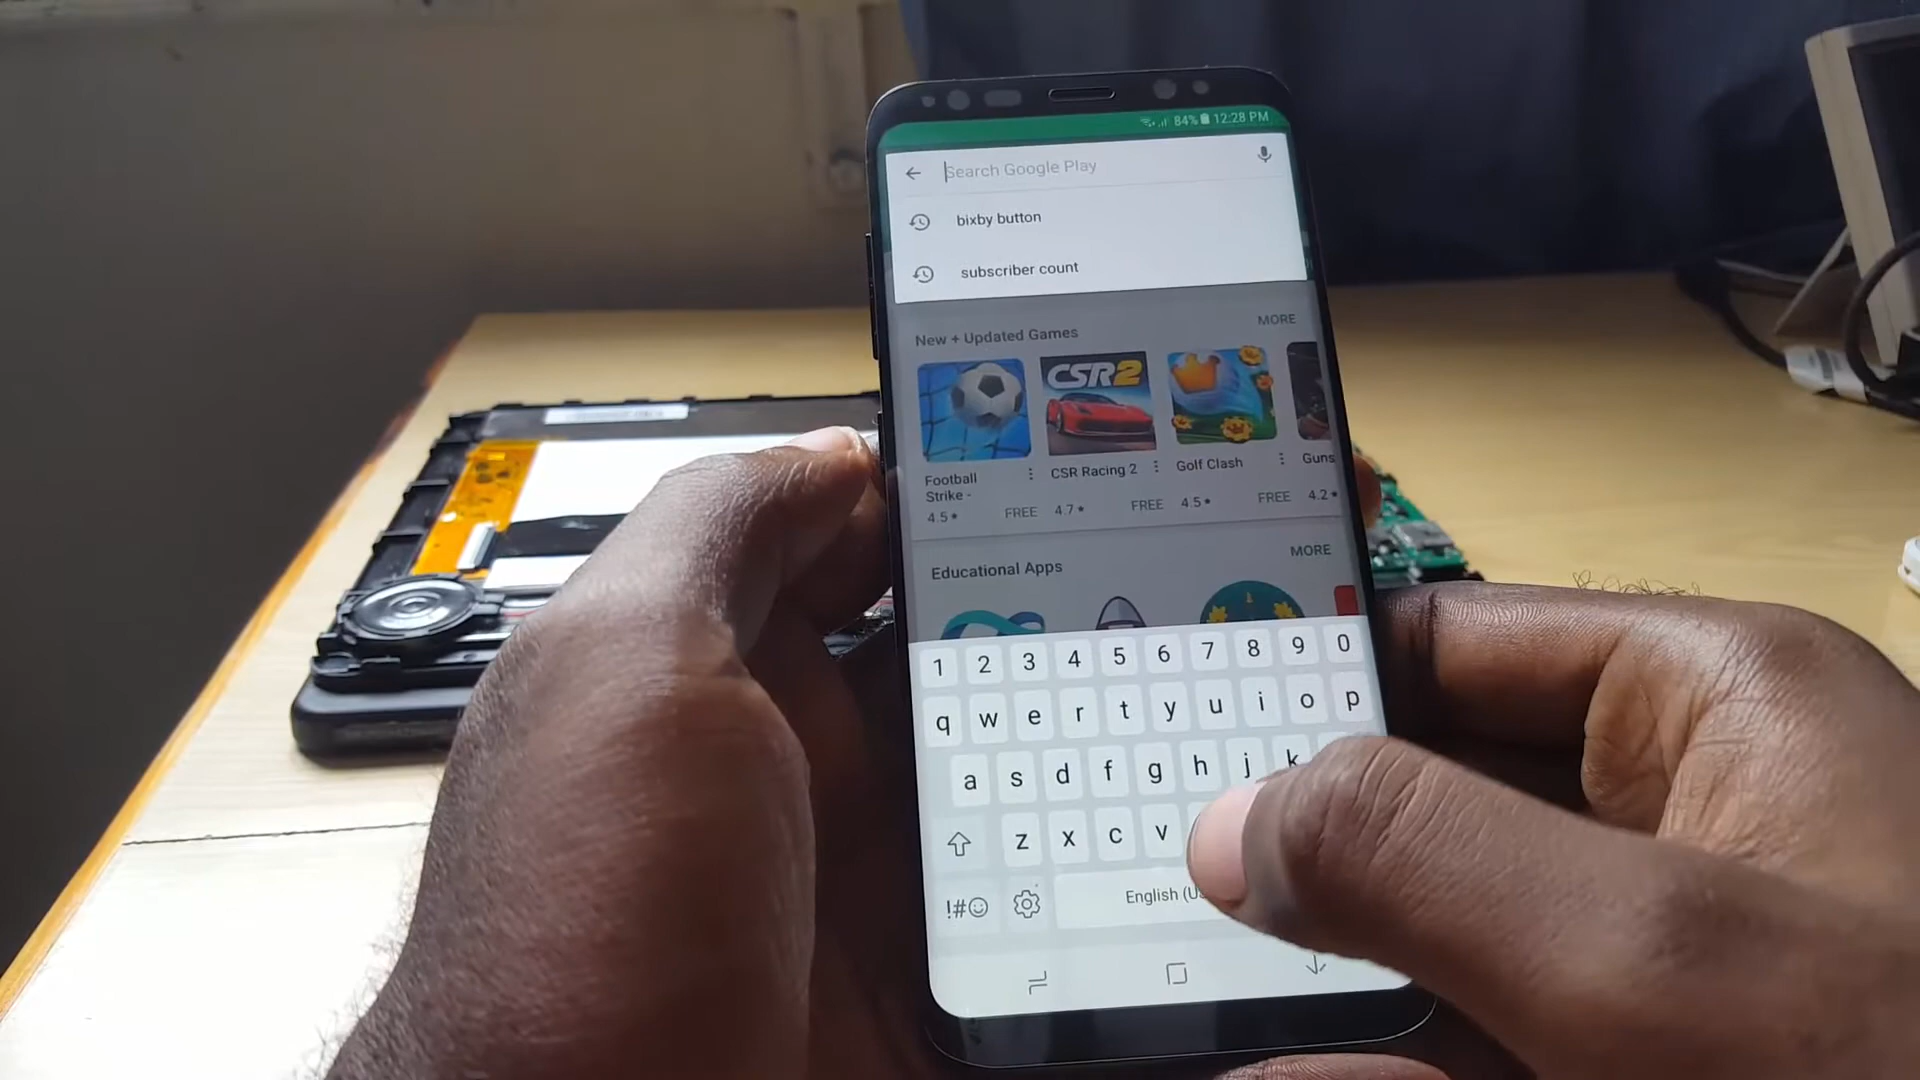 84% 12:28 PM
Search Google Play
bixby button
subscriber count
New + Updated Games
MORE
CSR2
Football Strike -
CSR Racing 2
Golf Clash
Guns
4.5★ FREE
4.7★ FREE
4.5★ FREE
4.2★
Educational Apps
MORE
1 2 3 4 5 6 7 8 9 0
q w e r t y u i o p
a s d f g h j k
z x c v
!#☺ English (US